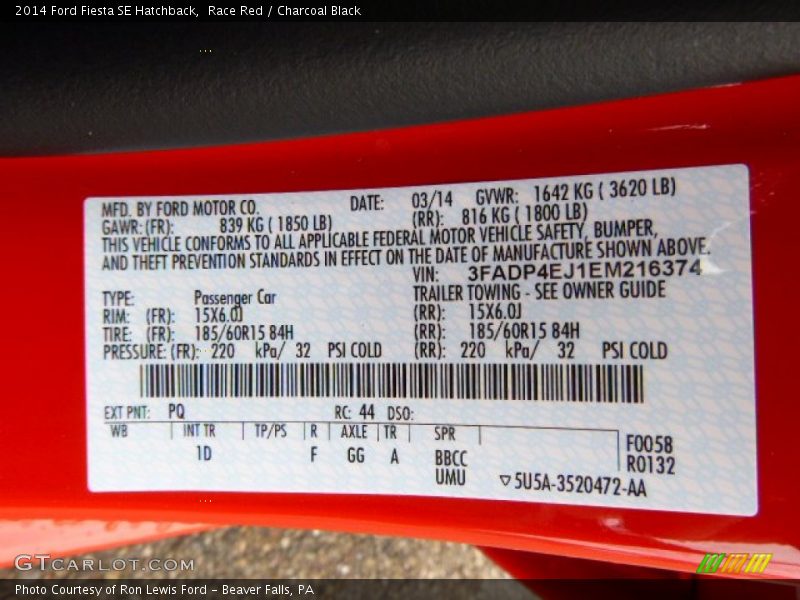 2014 Ford Fiesta SE Hatchback,  Race Red / Charcoal Black
MFD. BY FORD MOTOR CO. DATE: 03/14 GVWR: 1642 KG ( 3620 LB)
GAWR: (FR): 839 KG ( 1850 LB) (RR): 816 KG ( 1800 LB)
THIS VEHICLE CONFORMS TO ALL APPLICABLE FEDERAL MOTOR VEHICLE SAFETY, BUMPER,
AND THEFT PREVENTION STANDARDS IN EFFECT ON THE DATE OF MANUFACTURE SHOWN ABOVE.
VIN: 3FADP4EJ1EM216374
TYPE: Passenger Car TRAILER TOWING - SEE OWNER GUIDE
RIM: (FR): 15X6.0J (RR): 15X6.0J
TIRE: (FR): 185/60R15 84H (RR): 185/60R15 84H
PRESSURE: (FR): 220 kPa/ 32 PSI COLD (RR): 220 kPa/ 32 PSI COLD
EXT PNT: PQ RC: 44 DSO:
WB INT TR TP/PS R AXLE TR SPR F0058
1D F GG A BBCC R0132
UMU ▽5U5A-3520472-AA
GTCARLOT.COM
Photo Courtesy of Ron Lewis Ford - Beaver Falls, PA